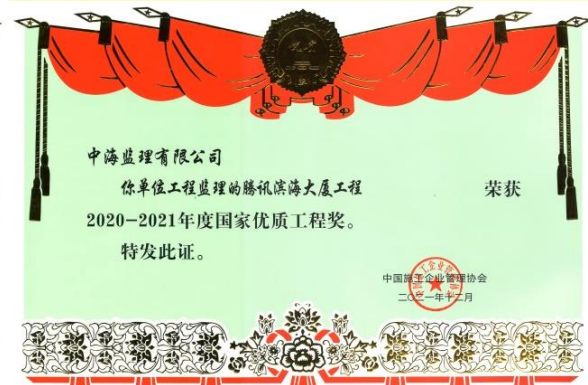 中海监理有限公司
你单位工程监理的腾讯滨海大厦工程 荣获
2020-2021年度国家优质工程奖。
特发此证。
中国施工企业管理协会
二〇二一年十二月